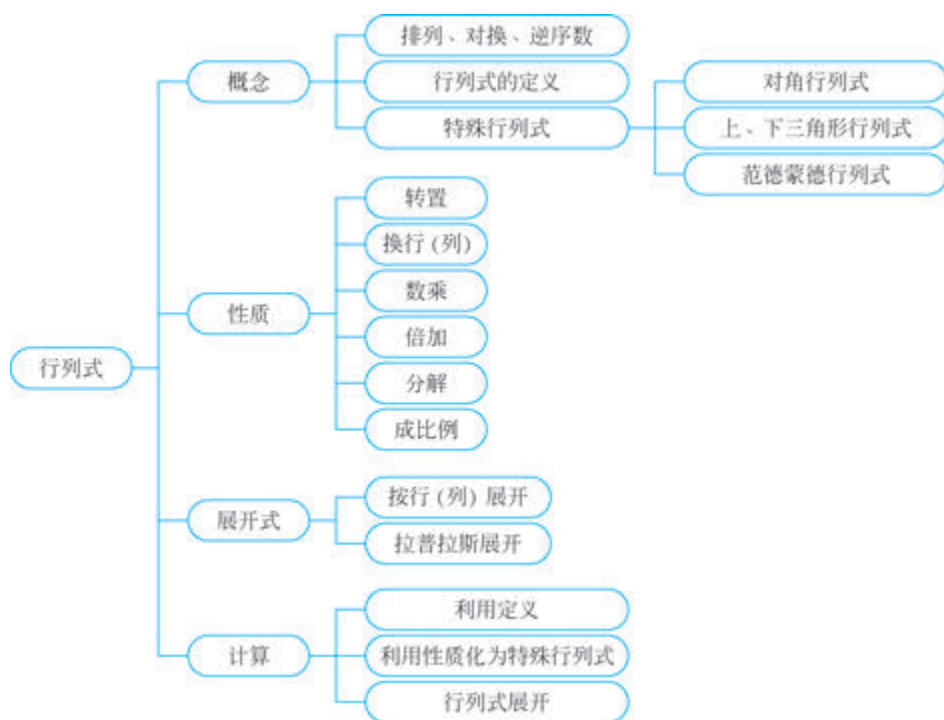 行列式
概念
排列、对换、逆序数
行列式的定义
特殊行列式
对角行列式
上、下三角形行列式
范德蒙德行列式
性质
转置
换行(列)
数乘
倍加
分解
成比例
展开式
按行(列)展开
拉普拉斯展开
计算
利用定义
利用性质化为特殊行列式
行列式展开